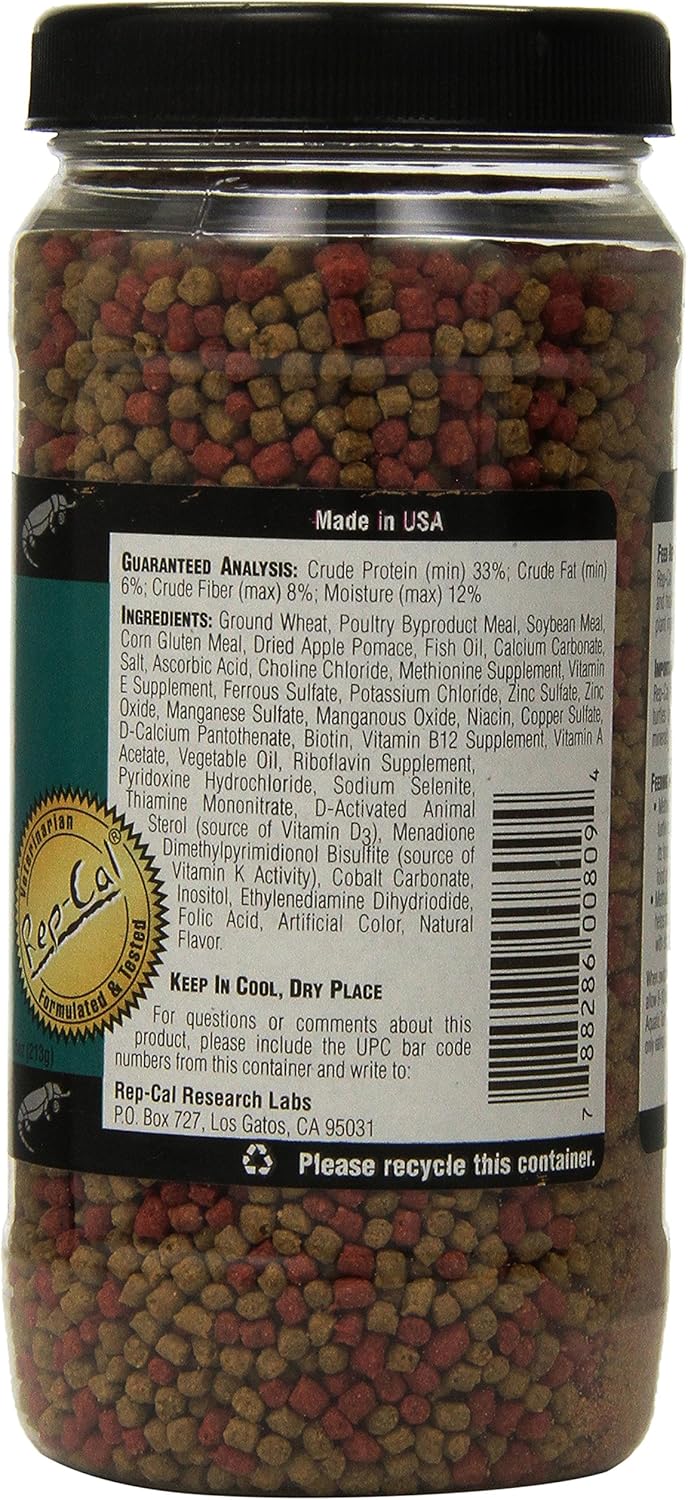 Made in USA
GUARANTEED ANALYSIS: Crude Protein (min) 33%; Crude Fat (min)
6%; Crude Fiber (max) 8%; Moisture (max) 12%
INGREDIENTS: Ground Wheat, Poultry Byproduct Meal, Soybean Meal,
Corn Gluten Meal, Dried Apple Pomace, Fish Oil, Calcium Carbonate,
Salt, Ascorbic Acid, Choline Chloride, Methionine Supplement, Vitamin
E Supplement, Ferrous Sulfate, Potassium Chloride, Zinc Sulfate, Zinc
Oxide, Manganese Sulfate, Manganous Oxide, Niacin, Copper Sulfate,
D-Calcium Pantothenate, Biotin, Vitamin B12 Supplement, Vitamin A
Acetate, Vegetable Oil, Riboflavin Supplement,
Pyridoxine Hydrochloride, Sodium Selenite,
Thiamine Mononitrate, D-Activated Animal
Sterol (source of Vitamin D3), Menadione
Dimethylpyrimidionol Bisulfite (source of
Vitamin K Activity), Cobalt Carbonate,
Inositol, Ethylenediamine Dihydriodide,
Folic Acid, Artificial Color, Natural
Flavor.
KEEP IN COOL, DRY PLACE
For questions or comments about this
product, please include the UPC bar code
numbers from this container and write to:
Rep-Cal Research Labs
P.O. Box 727, Los Gatos, CA 95031
Please recycle this container.
7 88286 00809 4
Veterinarian
Rep-Cal®
Formulated & Tested
(213g)